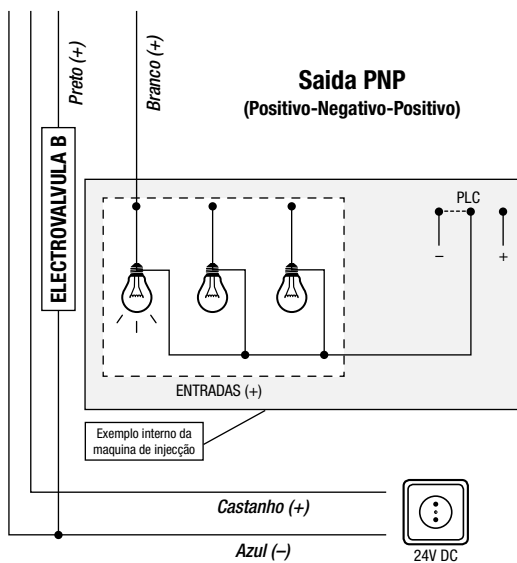 Preto (+)
Branco (+)
Saida PNP
(Positivo-Negativo-Positivo)
ELECTROVALVULA B
PLC
–
+
ENTRADAS (+)
Exemplo interno da
maquina de injecção
Castanho (+)
Azul (–)
24V DC